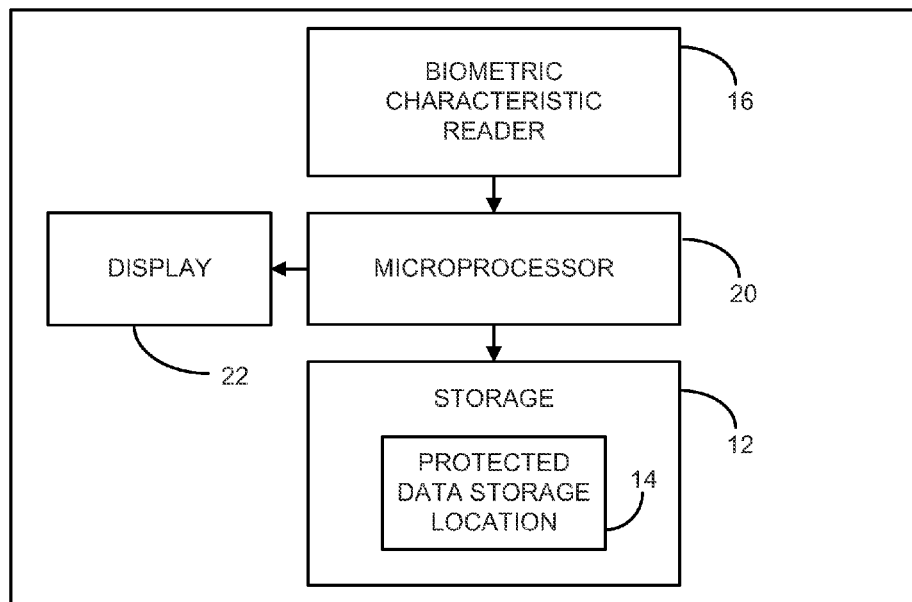 BIOMETRIC
CHARACTERISTIC
READER
16
DISPLAY
MICROPROCESSOR
20
22
STORAGE
12
PROTECTED
DATA STORAGE
LOCATION
14